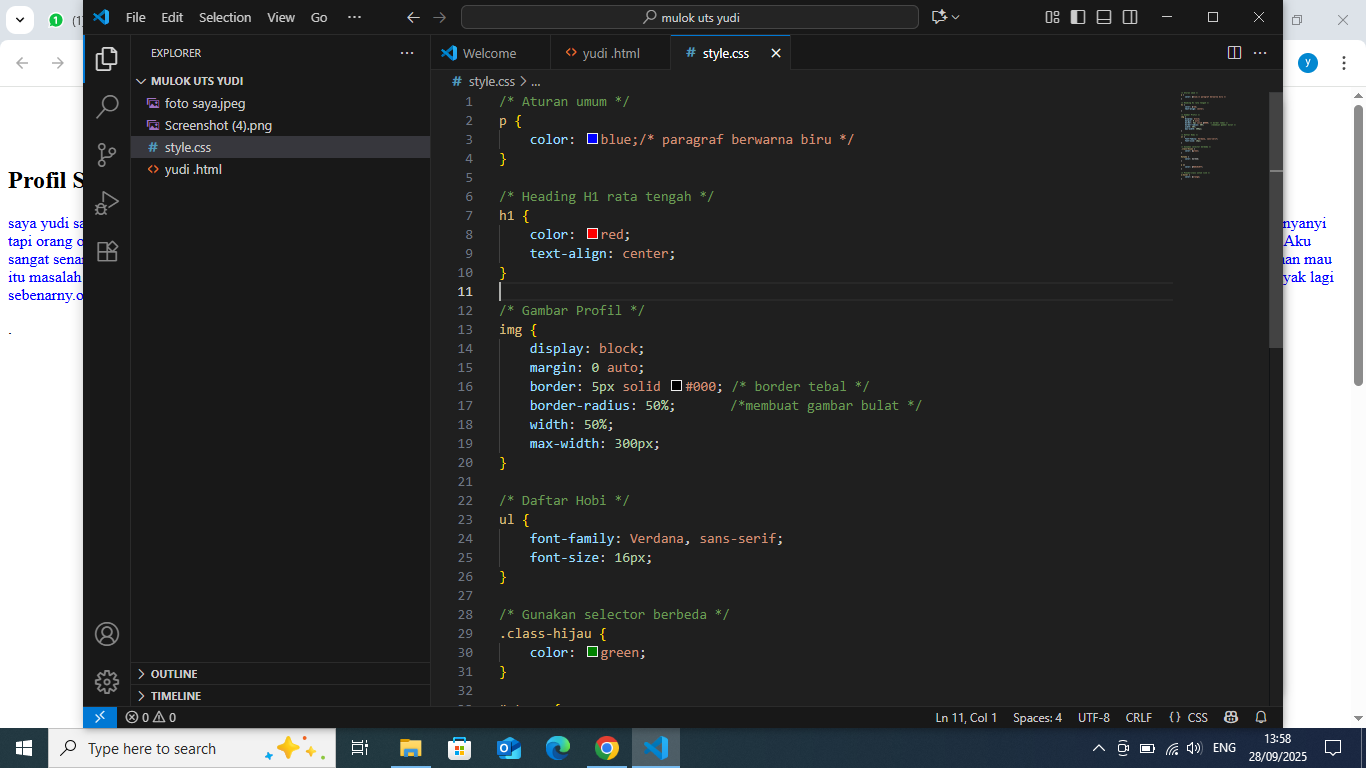 (1)
File Edit Selection View Go ··· mulok uts yudi
EXPLORER ···
Welcome yudi .html style.css
MULOK UTS YUDI
foto saya.jpeg
Screenshot (4).png
style.css
yudi .html
OUTLINE
TIMELINE
style.css > ...
1 /* Aturan umum */
2 p {
3 color: blue;/* paragraf berwarna biru */
4 }
5
6 /* Heading H1 rata tengah */
7 h1 {
8 color: red;
9 text-align: center;
10 }
11
12 /* Gambar Profil */
13 img {
14 display: block;
15 margin: 0 auto;
16 border: 5px solid #000; /* border tebal */
17 border-radius: 50%; /*membuat gambar bulat */
18 width: 50%;
19 max-width: 300px;
20 }
21
22 /* Daftar Hobi */
23 ul {
24 font-family: Verdana, sans-serif;
25 font-size: 16px;
26 }
27
28 /* Gunakan selector berbeda */
29 .class-hijau {
30 color: green;
31 }
32
Profil S
saya yudi sa
tapi orang o
sangat senan
itu masalah
sebenarny.o
.
nyanyi
Aku
an mau
yak lagi
y
0 0
Ln 11, Col 1 Spaces: 4 UTF-8 CRLF {} CSS
Type here to search
ENG
13:58
28/09/2025